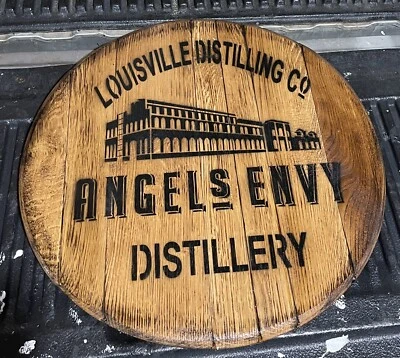 LOUISVILLE DISTILLING CO
ANGELS ENVY
DISTILLERY